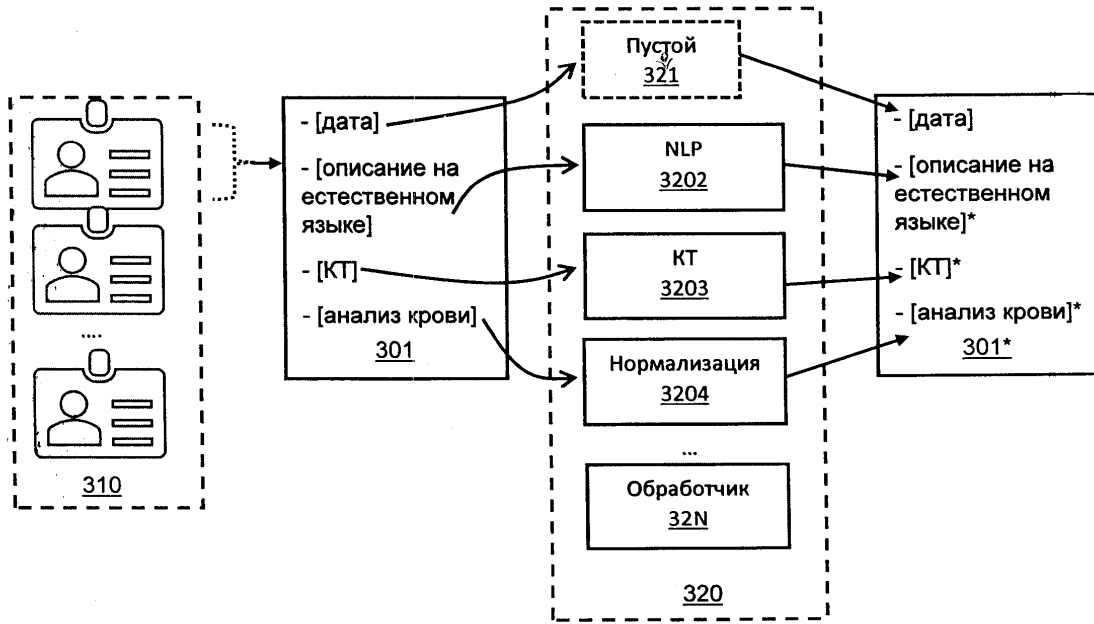 310
- [дата]
- [описание на
естественном
языке]
- [КТ]
- [анализ крови]
301
Пустой
321
NLP
3202
КТ
3203
Нормализация
3204
...
Обработчик
32N
320
- [дата]
- [описание на
естественном
языке]*
- [КТ]*
- [анализ крови]*
301*